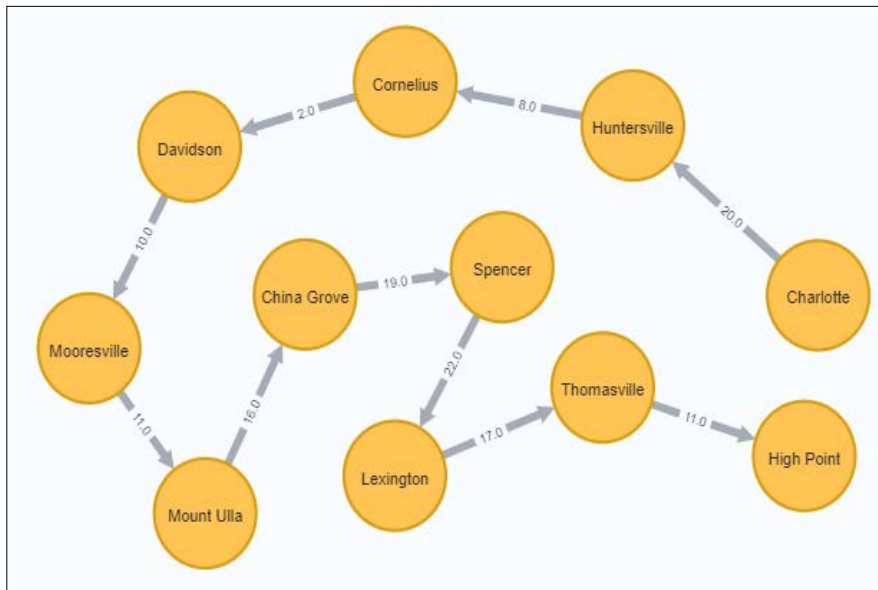 Cornelius
2.0
8.0
Huntersville
Davidson
20.0
10.0
Spencer
China Grove
19.0
Charlotte
Mooresville
22.0
Thomasville
11.0
16.0
17.0
11.0
High Point
Lexington
Mount Ulla